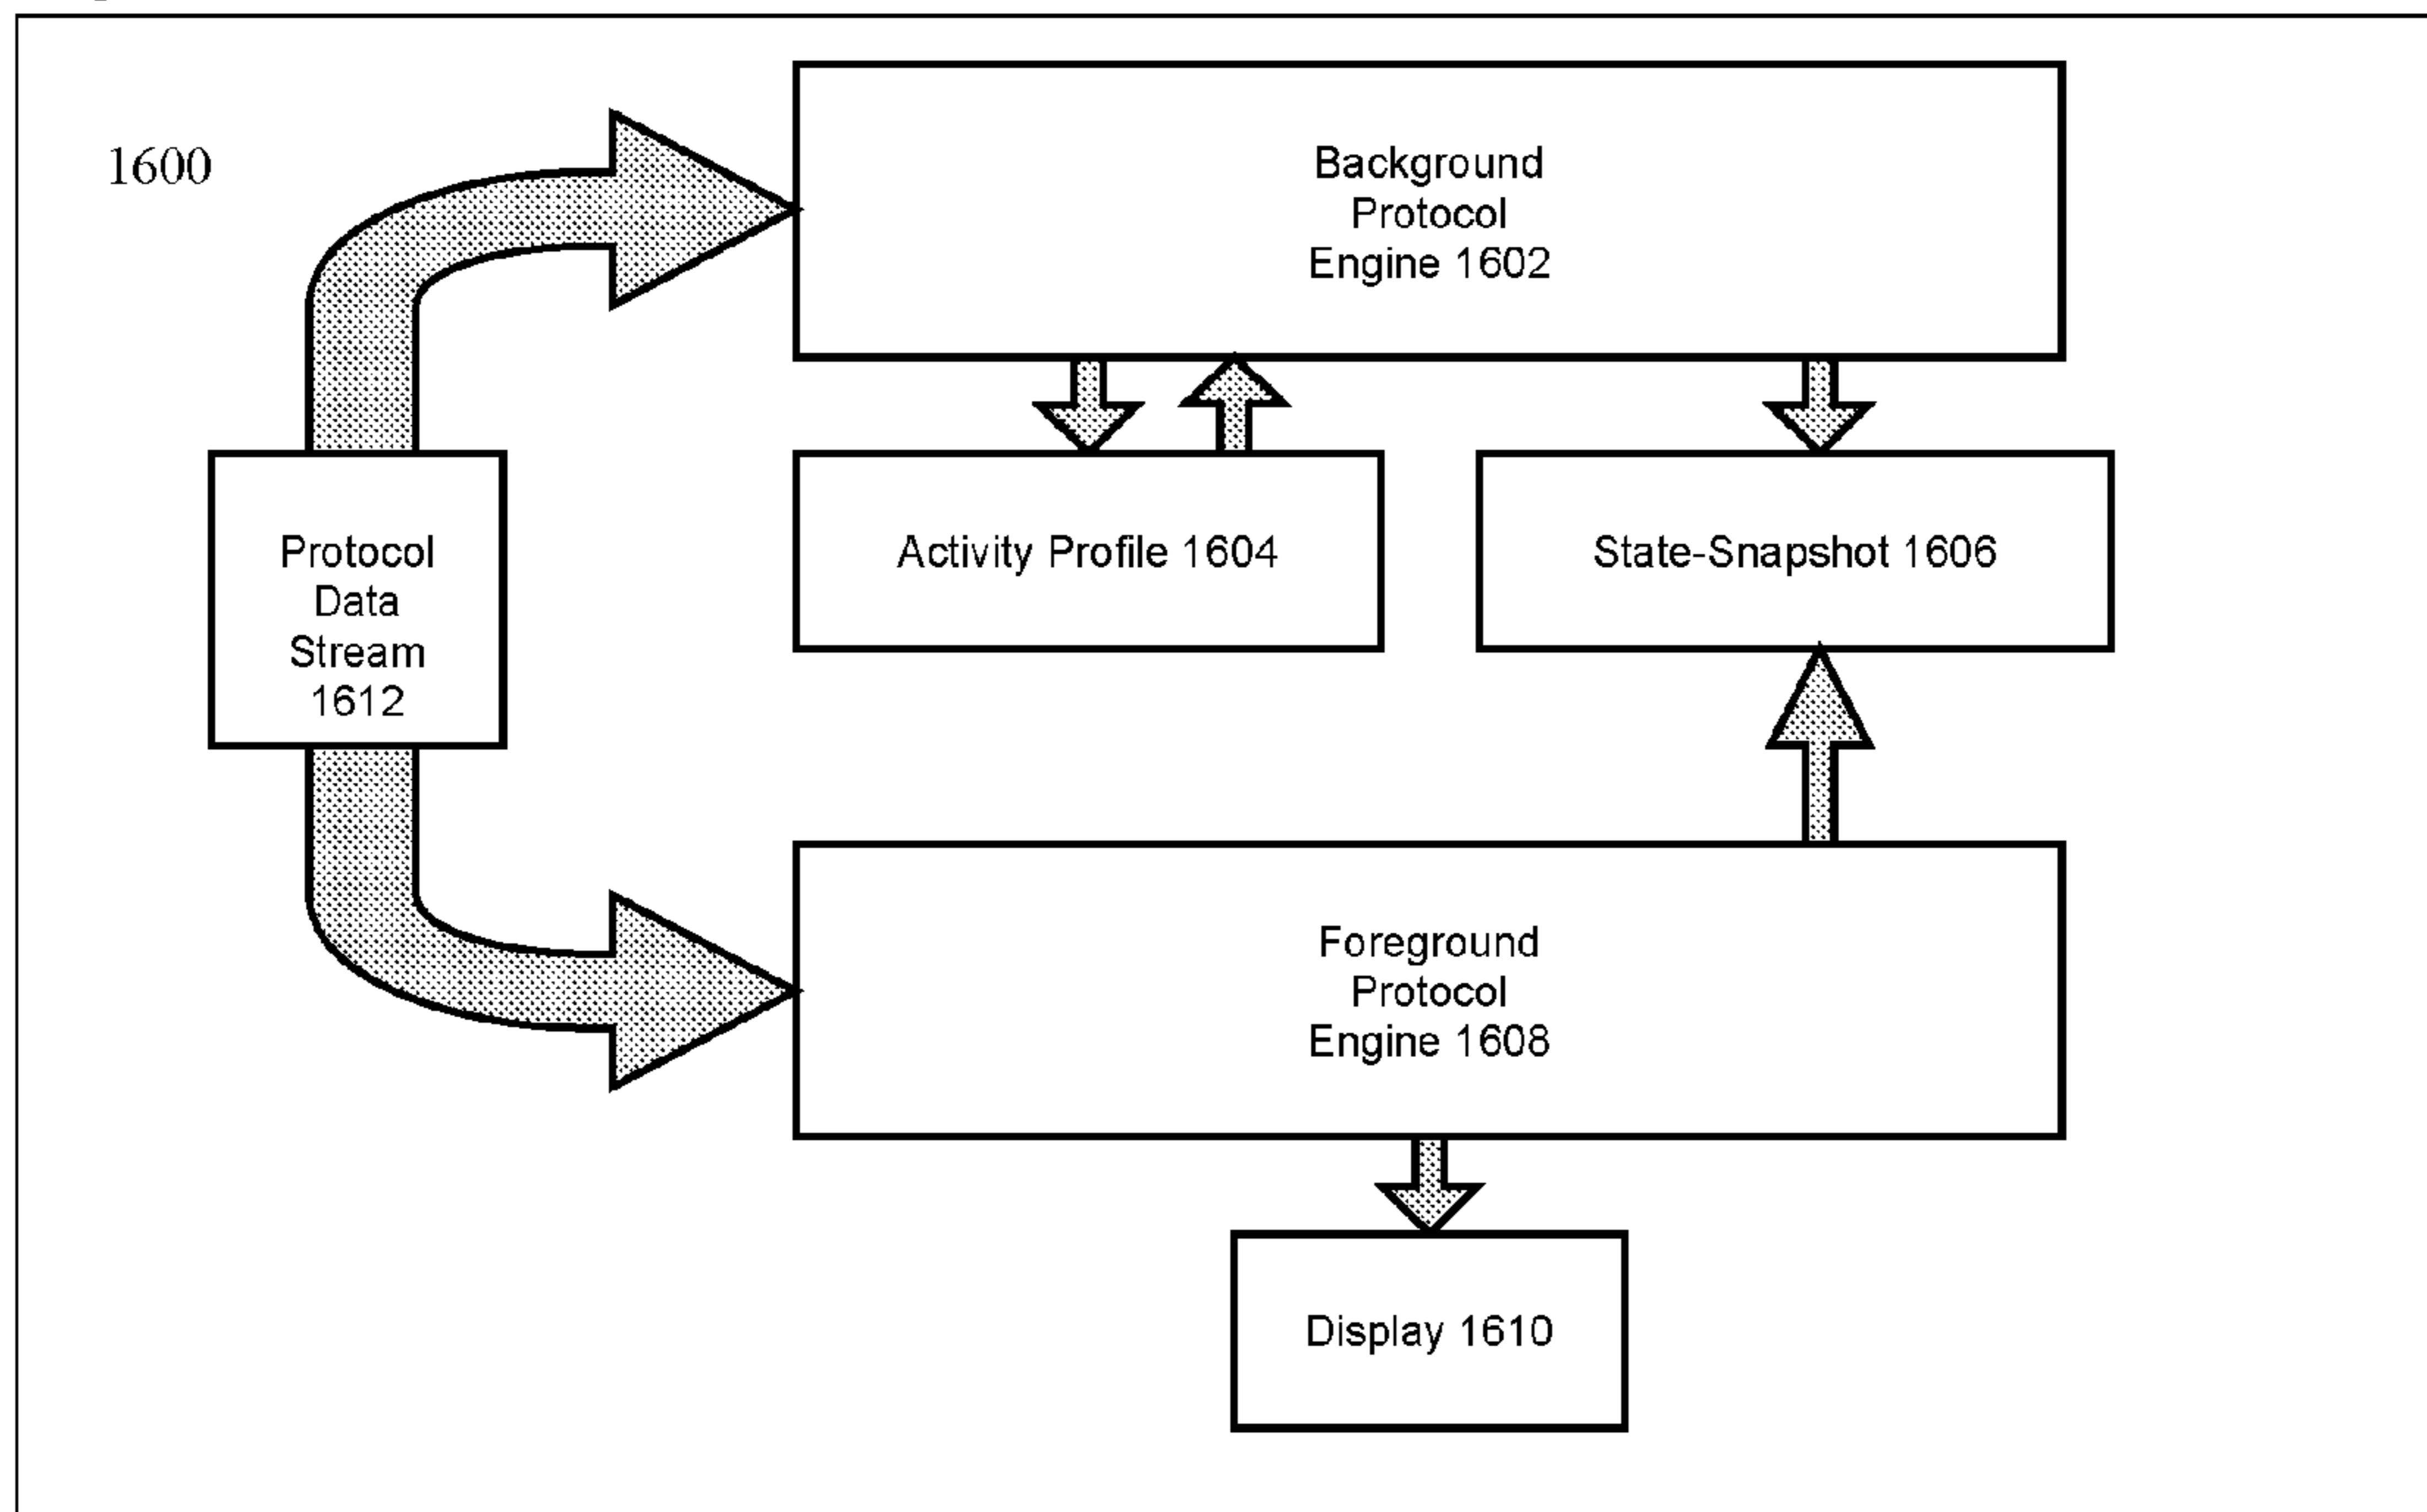 1600
Background
Protocol
Engine 1602
Activity Profile 1604
State-Snapshot 1606
Protocol
Data
Stream
1612
Foreground
Protocol
Engine 1608
Display 1610